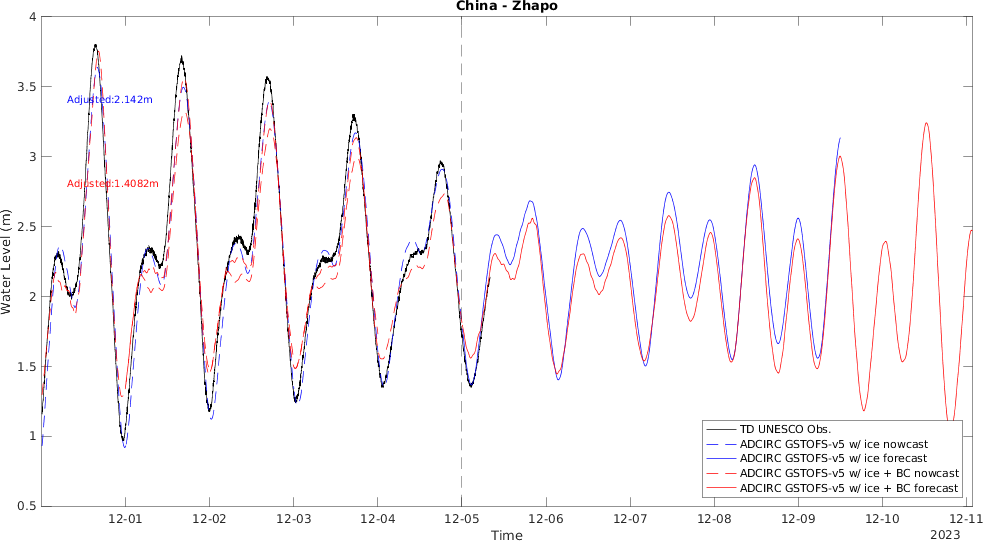 China - Zhapo
4
3.5
3
2.5
2
1.5
1
0.5
Water Level (m)
Adjusted:2.142m
Adjusted:1.4082m
TD UNESCO Obs.
ADCIRC GSTOFS-v5 w/ ice nowcast
ADCIRC GSTOFS-v5 w/ ice forecast
ADCIRC GSTOFS-v5 w/ ice + BC nowcast
ADCIRC GSTOFS-v5 w/ ice + BC forecast
12-01 12-02 12-03 12-04 12-05 12-06 12-07 12-08 12-09 12-10 12-11
Time
2023